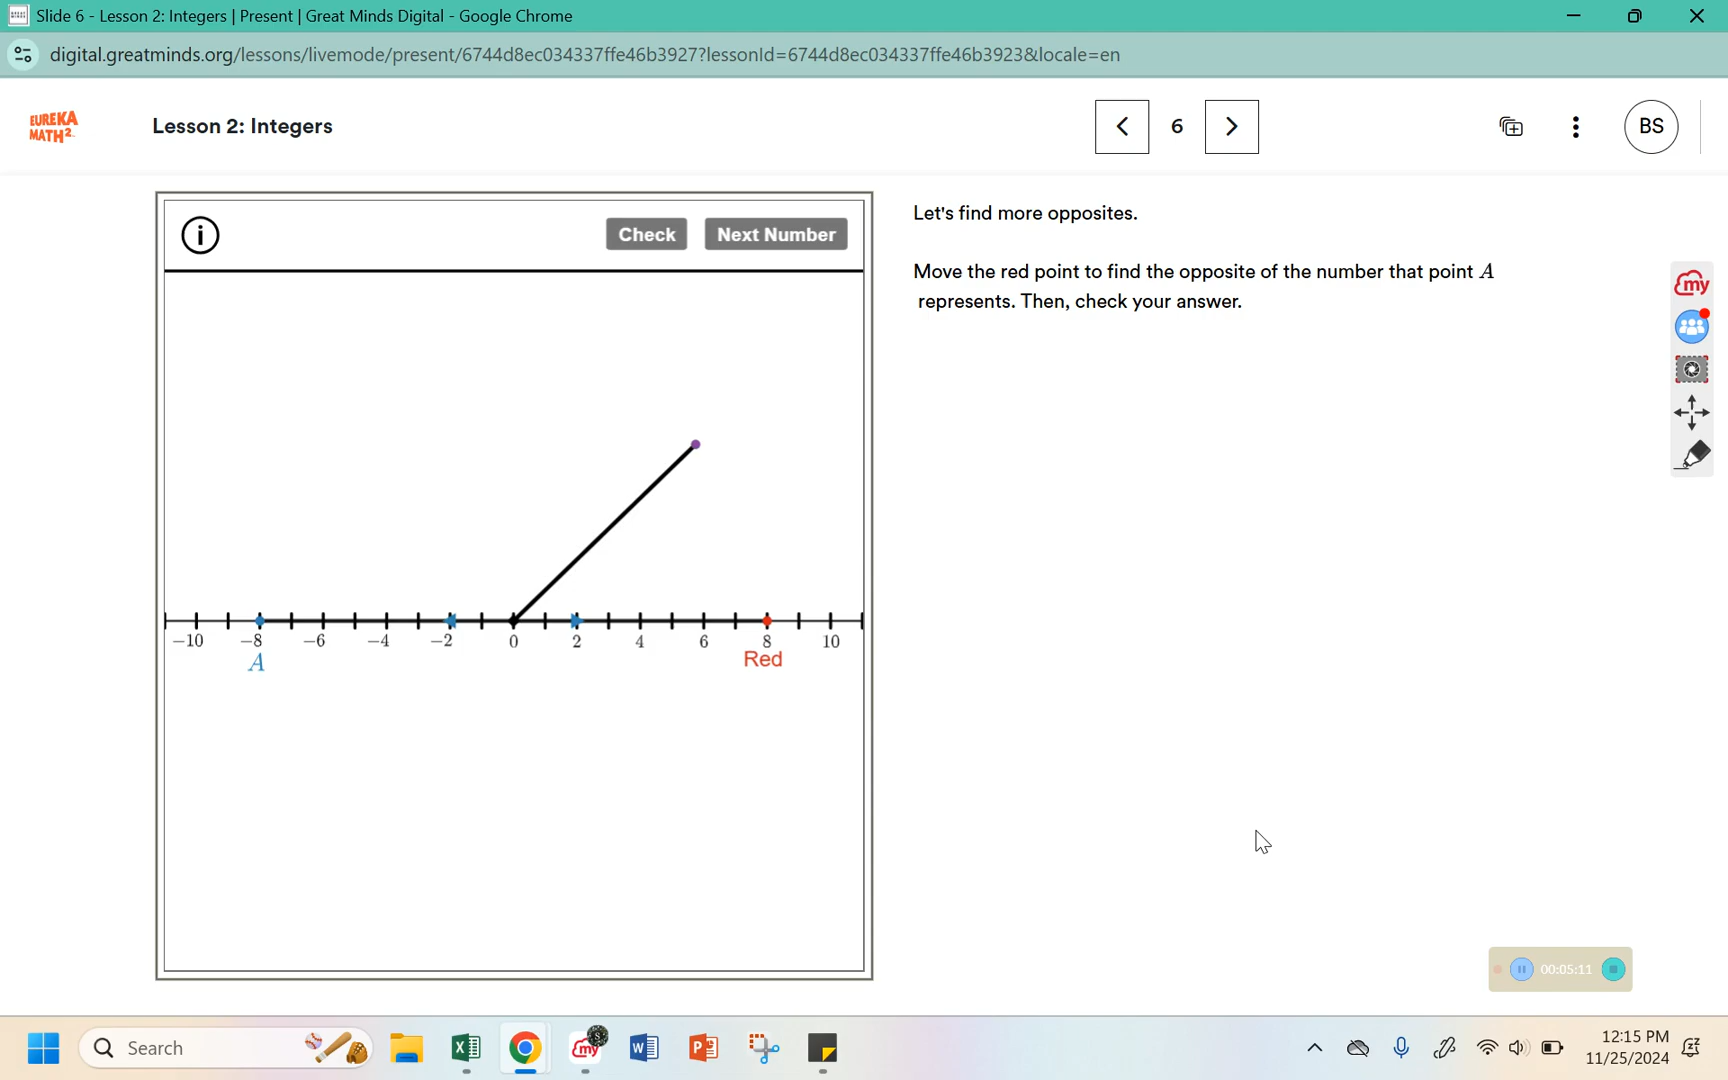 Slide 6 - Lesson 2: Integers | Present | Great Minds Digital - Google Chrome
digital.greatminds.org/lessons/livemode/present/6744d8ec034337ffe46b3927?lessonId=6744d8ec034337ffe46b3923&locale=en
EUREKA
MATH²
Lesson 2: Integers
6
BS
i
Check
Next Number
Let's find more opposites.
Move the red point to find the opposite of the number that point A
represents. Then, check your answer.
my
−10 −8 −6 −4 −2 0 2 4 6 8 10
A
Red
00:05:11
Search
my
S
12:15 PM
11/25/2024